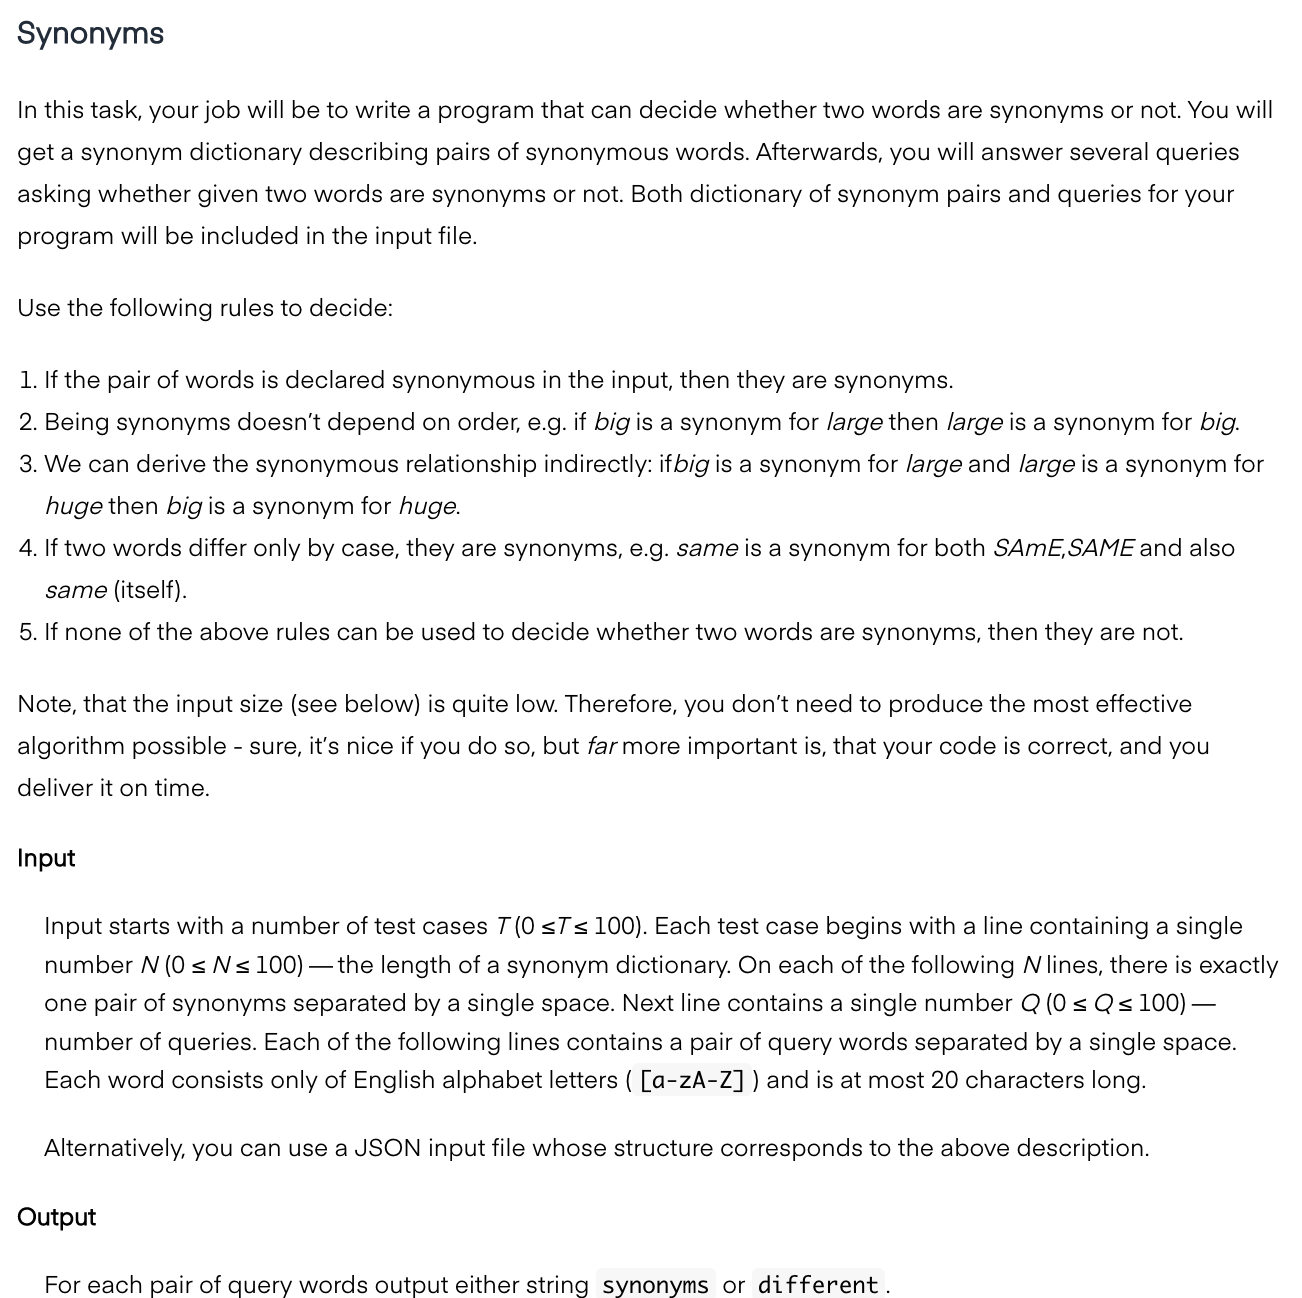 Synonyms
In this task, your job will be to write a program that can decide whether two words are synonyms or not. You will
get a synonym dictionary describing pairs of synonymous words. Afterwards, you will answer several queries
asking whether given two words are synonyms or not. Both dictionary of synonym pairs and queries for your
program will be included in the input file.
Use the following rules to decide:
1. If the pair of words is declared synonymous in the input, then they are synonyms.
2. Being synonyms doesn’t depend on order, e.g. if big is a synonym for large then large is a synonym for big.
3. We can derive the synonymous relationship indirectly: ifbig is a synonym for large and large is a synonym for
huge then big is a synonym for huge.
4. If two words differ only by case, they are synonyms, e.g. same is a synonym for both SAmE,SAME and also
same (itself).
5. If none of the above rules can be used to decide whether two words are synonyms, then they are not.
Note, that the input size (see below) is quite low. Therefore, you don’t need to produce the most effective
algorithm possible - sure, it’s nice if you do so, but far more important is, that your code is correct, and you
deliver it on time.
Input
Input starts with a number of test cases T (0 ≤T ≤ 100). Each test case begins with a line containing a single
number N (0 ≤ N ≤ 100) — the length of a synonym dictionary. On each of the following N lines, there is exactly
one pair of synonyms separated by a single space. Next line contains a single number Q (0 ≤ Q ≤ 100) —
number of queries. Each of the following lines contains a pair of query words separated by a single space.
Each word consists only of English alphabet letters ( [a-zA-Z] ) and is at most 20 characters long.
Alternatively, you can use a JSON input file whose structure corresponds to the above description.
Output
For each pair of query words output either string synonyms or different .